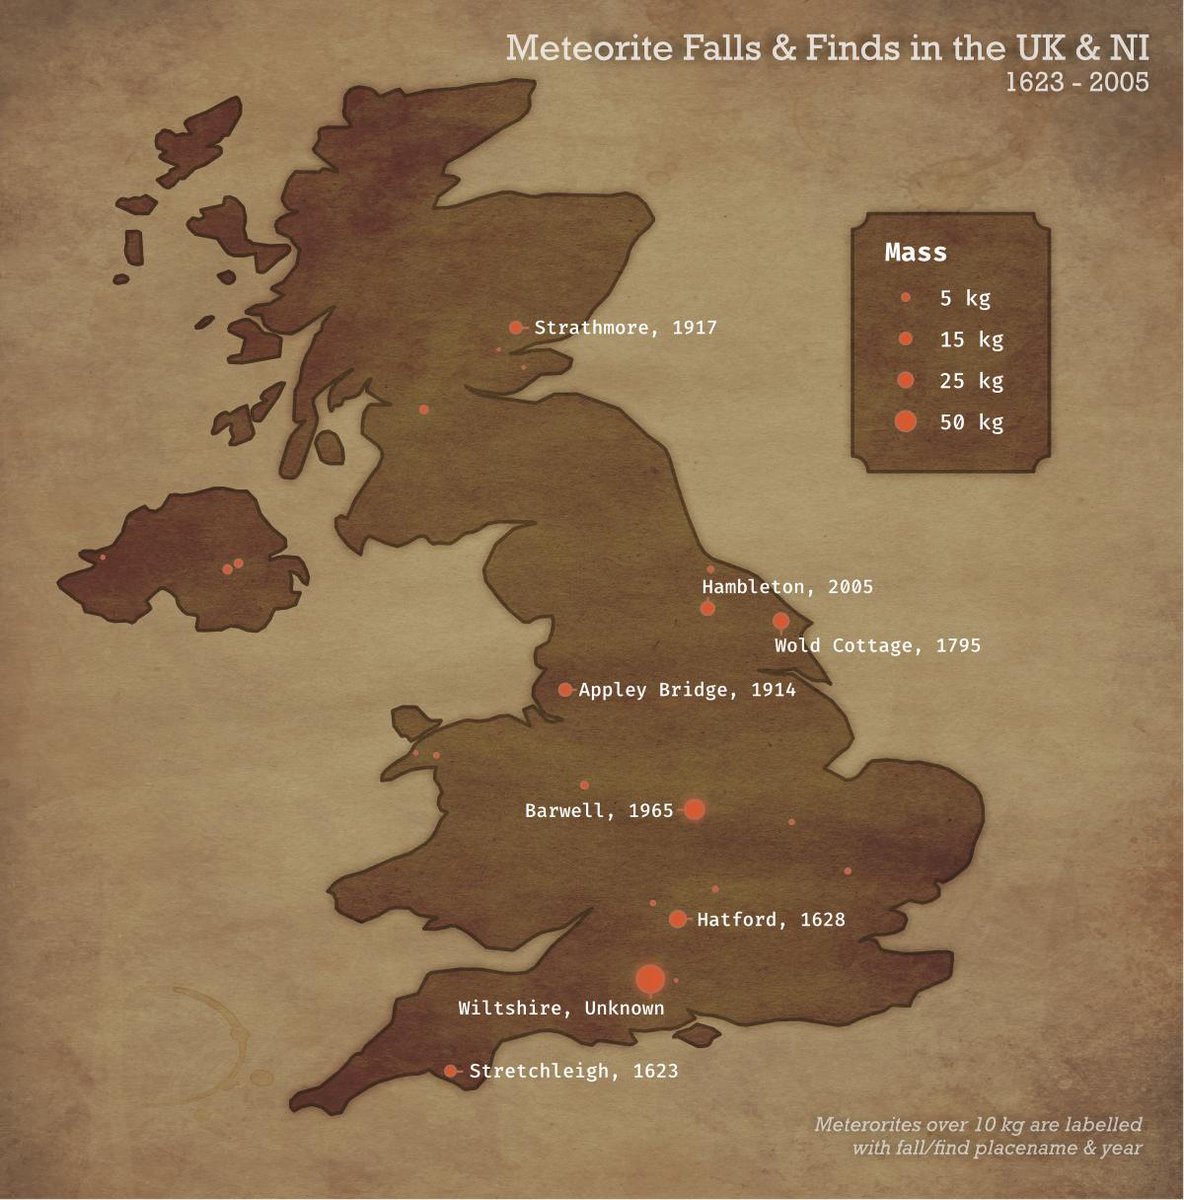 Meteorite Falls & Finds in the UK & NI
1623 - 2005
Mass
5 kg
15 kg
25 kg
50 kg
Strathmore, 1917
Hambleton, 2005
Wold Cottage, 1795
Appley Bridge, 1914
Barwell, 1965
Hatford, 1628
Wiltshire, Unknown
Stretchleigh, 1623
Meterorites over 10 kg are labelled
with fall/find placename & year